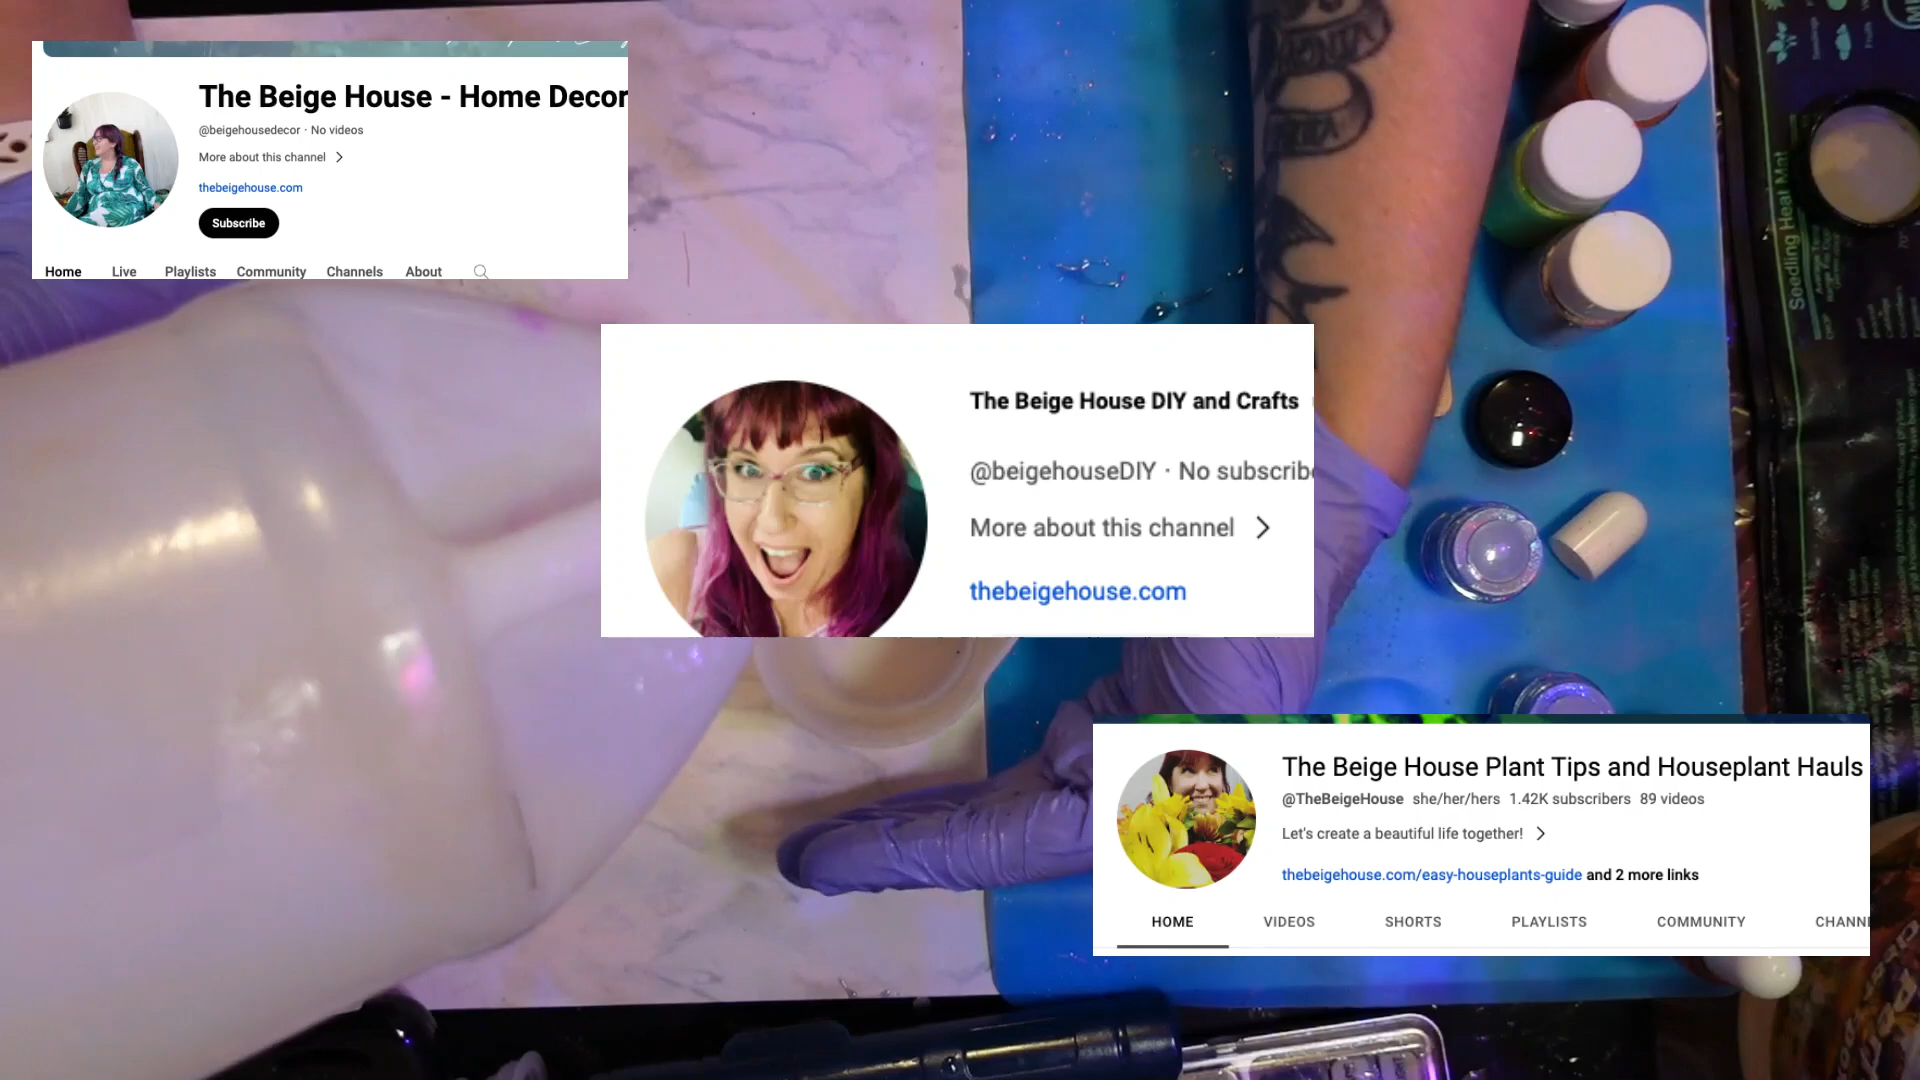 The Beige House - Home Decor
@beigehousedecor · No videos
More about this channel
thebeigehouse.com
Subscribe
Home Live Playlists Community Channels About
The Beige House DIY and Crafts
@beigehouseDIY · No subscribe
More about this channel
thebeigehouse.com
The Beige House Plant Tips and Houseplant Hauls
@TheBeigeHouse she/her/hers 1.42K subscribers 89 videos
Let's create a beautiful life together!
thebeigehouse.com/easy-houseplants-guide and 2 more links
HOME VIDEOS SHORTS PLAYLISTS COMMUNITY CHANN
Seedling Heat Mat